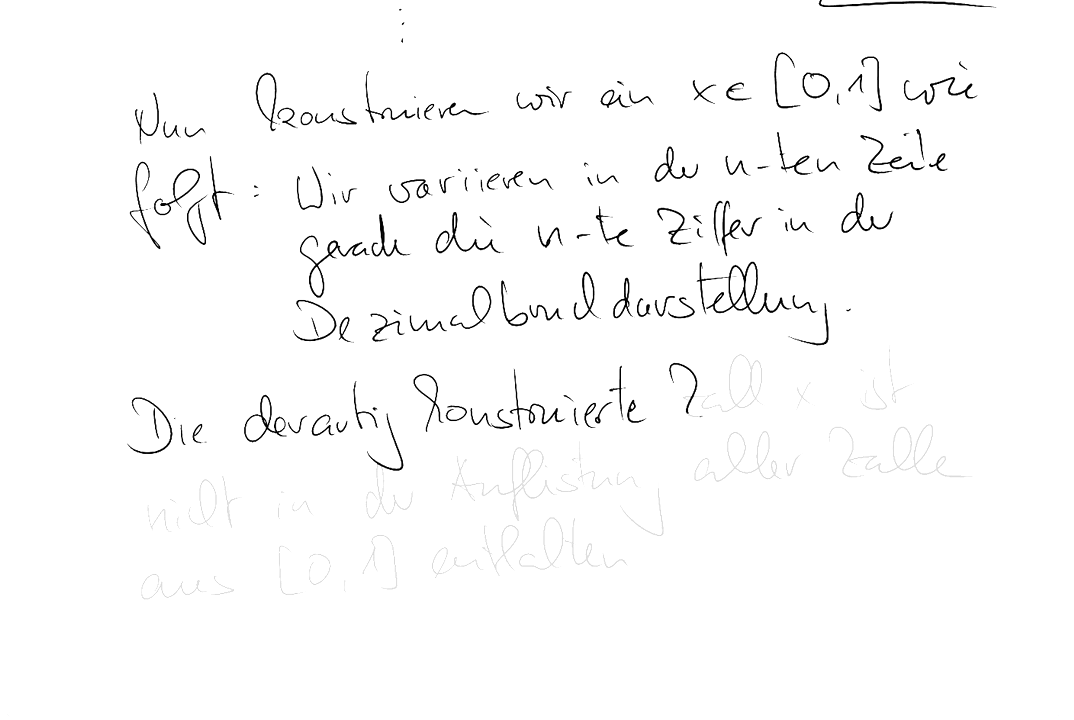 Nun konstruieren wir ein x ∈ [0,1] wie
folgt: Wir variieren in der n-ten Zeile
gerade die n-te Ziffer in der
Dezimalbruchdarstellung.
Die derartig konstruierte Zahl x ist
nicht in der Auflistung aller Zahlen
aus [0,1] enthalten